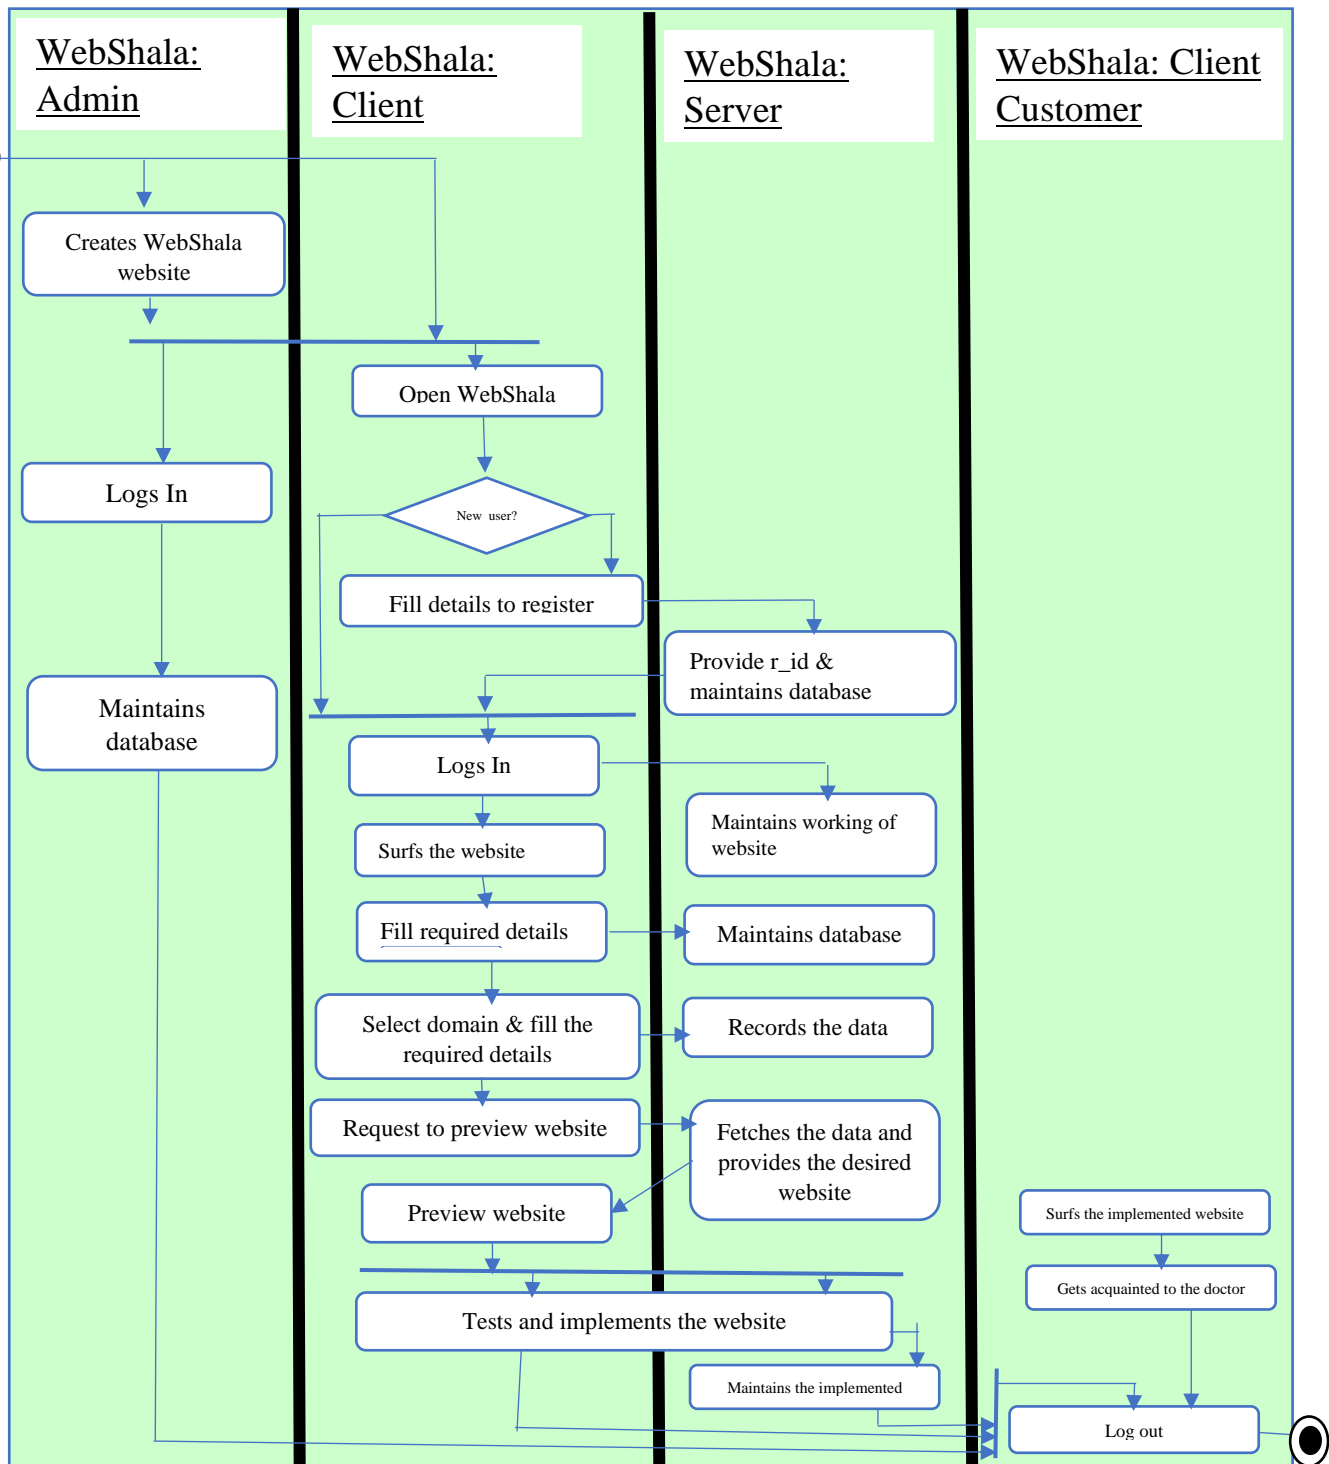 WebShala:
Admin
WebShala:
Client
WebShala:
Server
WebShala: Client
Customer
Creates WebShala
website
Open WebShala
Logs In
New user?
Fill details to register
Provide r_id &
maintains database
Maintains
database
Logs In
Maintains working of
website
Surfs the website
Fill required details
Maintains database
Select domain & fill the
required details
Records the data
Request to preview website
Fetches the data and
provides the desired
website
Preview website
Surfs the implemented website
Gets acquainted to the doctor
Tests and implements the website
Maintains the implemented
Log out